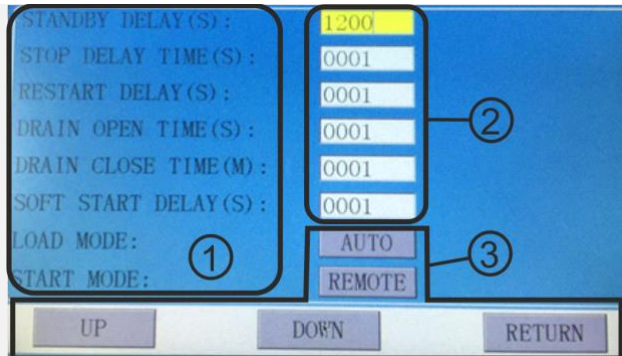 STANDBY DELAY(S): 1200
STOP DELAY TIME(S): 0001
RESTART DELAY(S): 0001
DRAIN OPEN TIME(S): 0001
DRAIN CLOSE TIME(M): 0001
SOFT START DELAY(S): 0001
LOAD MODE: AUTO
START MODE: REMOTE
UP DOWN RETURN
1
2
3